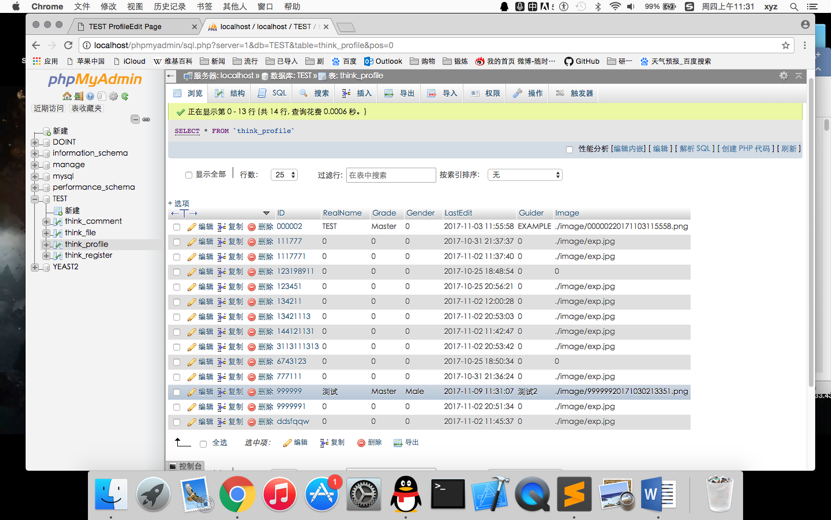 Chrome 文件 修改 视图 历史记录 书签 其他人 窗口 帮助 99% 周四上午11:31 xyz
TEST ProfileEdit Page
localhost / localhost / TEST /
localhost/phpmyadmin/sql.php?server=1&db=TEST&table=think_profile&pos=0
应用 苹果中国 iCloud 维基百科 新闻 流行 已导入 剧 百度 Outlook 购物 锻炼 我的首页 微博-随时… GitHub 研一 天气预报_百度搜索
phpMyAdmin
近期访问 表收藏夹
新建
DOINT
information_schema
manage
mysql
performance_schema
TEST
新建
think_comment
think_file
think_profile
think_register
YEAST2
服务器: localhost » 数据库: TEST » 表: think_profile
浏览 结构 SQL 搜索 插入 导出 导入 权限 操作 触发器
正在显示第 0 - 13 行 (共 14 行, 查询花费 0.0006 秒。)
SELECT * FROM `think_profile`
性能分析 [编辑内嵌] [ 编辑 ] [ 解析 SQL ] [ 创建 PHP 代码 ] [ 刷新 ]
显示全部 行数: 25 过滤行: 在表中搜索 按索引排序: 无
+ 选项
←T→ ID RealName Grade Gender LastEdit Guider Image
编辑 复制 删除 000002 TEST Master 0 2017-11-03 11:55:58 EXAMPLE ./image/00000220171103115558.png
编辑 复制 删除 111777 0 0 0 2017-10-31 21:37:37 0 ./image/exp.jpg
编辑 复制 删除 1117771 0 0 0 2017-11-02 11:37:40 0 ./image/exp.jpg
编辑 复制 删除 123198911 0 0 0 2017-10-25 18:48:54 0 0
编辑 复制 删除 123451 0 0 0 2017-10-25 20:56:21 0 ./image/exp.jpg
编辑 复制 删除 134211 0 0 0 2017-11-02 12:00:28 0 ./image/exp.jpg
编辑 复制 删除 13421113 0 0 0 2017-11-02 20:53:03 0 ./image/exp.jpg
编辑 复制 删除 144121131 0 0 0 2017-11-02 11:42:47 0 ./image/exp.jpg
编辑 复制 删除 3113111313 0 0 0 2017-11-02 20:53:42 0 ./image/exp.jpg
编辑 复制 删除 6743123 0 0 0 2017-10-25 18:50:34 0 0
编辑 复制 删除 777111 0 0 0 2017-10-31 21:36:24 0 ./image/exp.jpg
编辑 复制 删除 999999 测试 Master Male 2017-11-09 11:31:07 测试2 ./image/99999920171030213351.png
编辑 复制 删除 9999991 0 0 0 2017-11-02 20:51:34 0 ./image/exp.jpg
编辑 复制 删除 ddsfqqw 0 0 0 2017-11-02 11:45:37 0 ./image/exp.jpg
全选 选中项: 编辑 复制 删除 导出
控制台
1